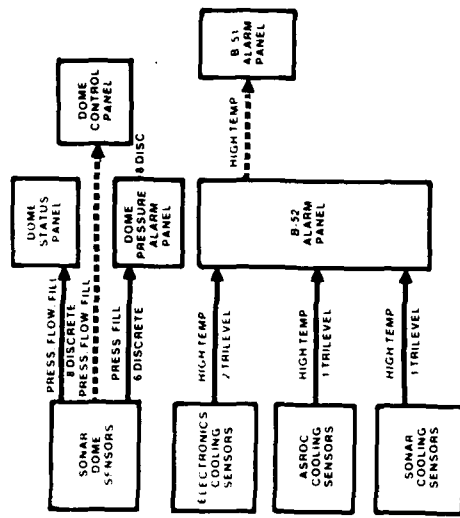 SONAR
DOME
SENSORS
PRESS. FLOW. FILL
8 DISCRETE
PRESS FLOW FILL
PRESS FILL
6 DISCRETE
DOME
STATUS
PANEL
DOME
CONTROL
PANEL
8 DISC
DOME
PRESSURE
ALARM
PANEL
ELECTRONICS
COOLING
SENSORS
HIGH TEMP
TRILEVEL
ASROC
COOLING
SENSORS
HIGH TEMP
1 TRILEVEL
SONAR
COOLING
SENSORS
HIGH TEMP
1 TRILEVEL
B-52
ALARM
PANEL
HIGH TEMP
B-51
ALARM
PANEL